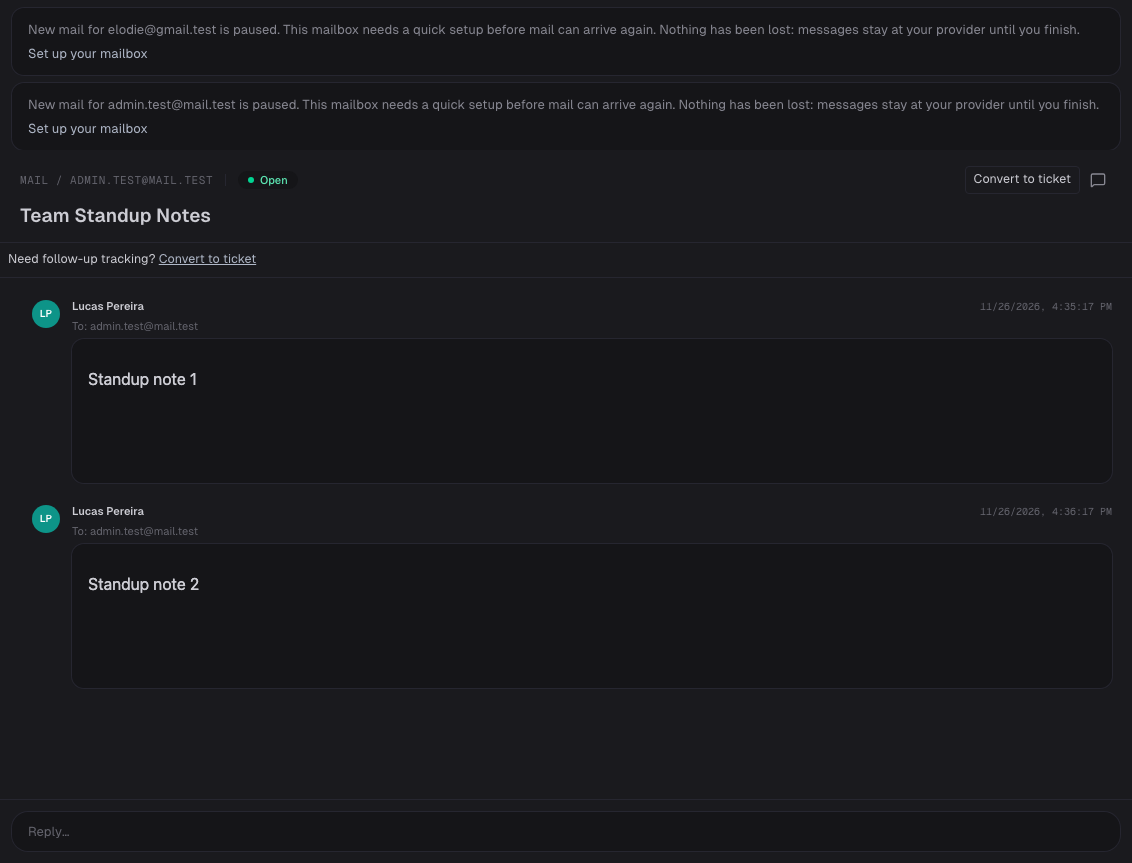 New mail for elodie@gmail.test is paused. This mailbox needs a quick setup before mail can arrive again. Nothing has been lost: messages stay at your provider until you finish.
Set up your mailbox
New mail for admin.test@mail.test is paused. This mailbox needs a quick setup before mail can arrive again. Nothing has been lost: messages stay at your provider until you finish.
Set up your mailbox
MAIL / ADMIN.TEST@MAIL.TEST Open Convert to ticket
Team Standup Notes
Need follow-up tracking? Convert to ticket
LP Lucas Pereira 11/26/2026, 4:35:17 PM
To: admin.test@mail.test
Standup note 1
LP Lucas Pereira 11/26/2026, 4:36:17 PM
To: admin.test@mail.test
Standup note 2
Reply...